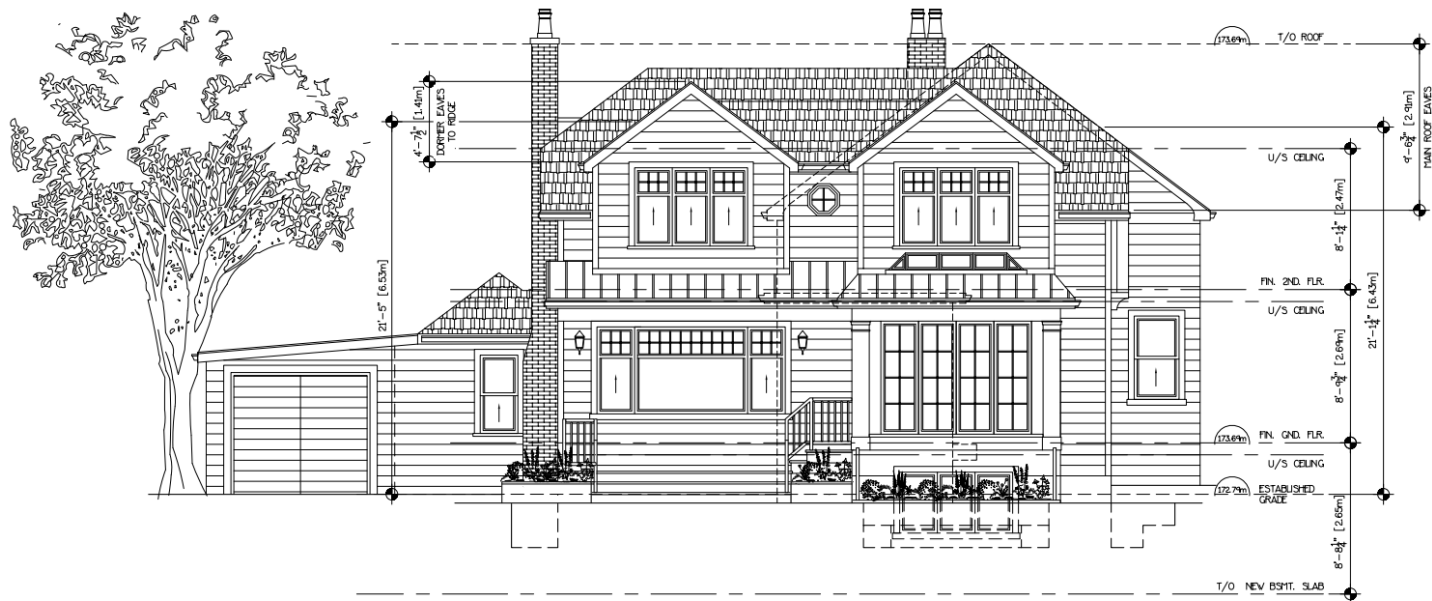 173.69m T/O ROOF
4'-7½" [1.41m]
DORMER EAVES
TO RIDGE
9'-6¾" [2.91m]
MAIN ROOF EAVES
U/S CEILING
8'-1¼" [2.47m]
21'-5" [6.53m]
FIN. 2ND. FLR.
U/S CEILING
21'-1¼" [6.43m]
8'-9¾" [2.69m]
173.69m FIN. GND. FLR.
U/S CEILING
172.79m ESTABLISHED
GRADE
8'-8¼" [2.65m]
T/O NEW BSMT. SLAB